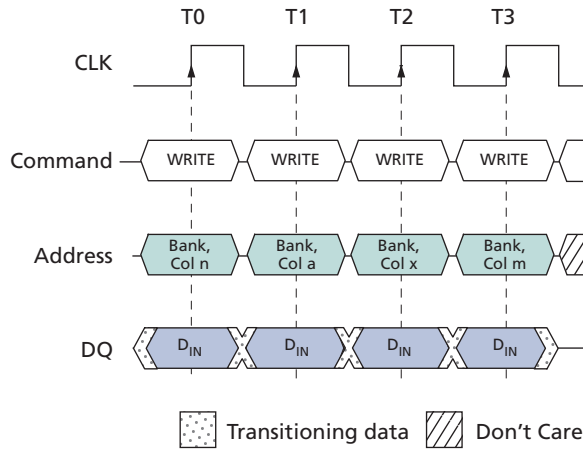 T0 T1 T2 T3
CLK
Command WRITE WRITE WRITE WRITE
Address Bank, Col n Bank, Col a Bank, Col x Bank, Col m
DQ DIN DIN DIN DIN
Transitioning data Don't Care